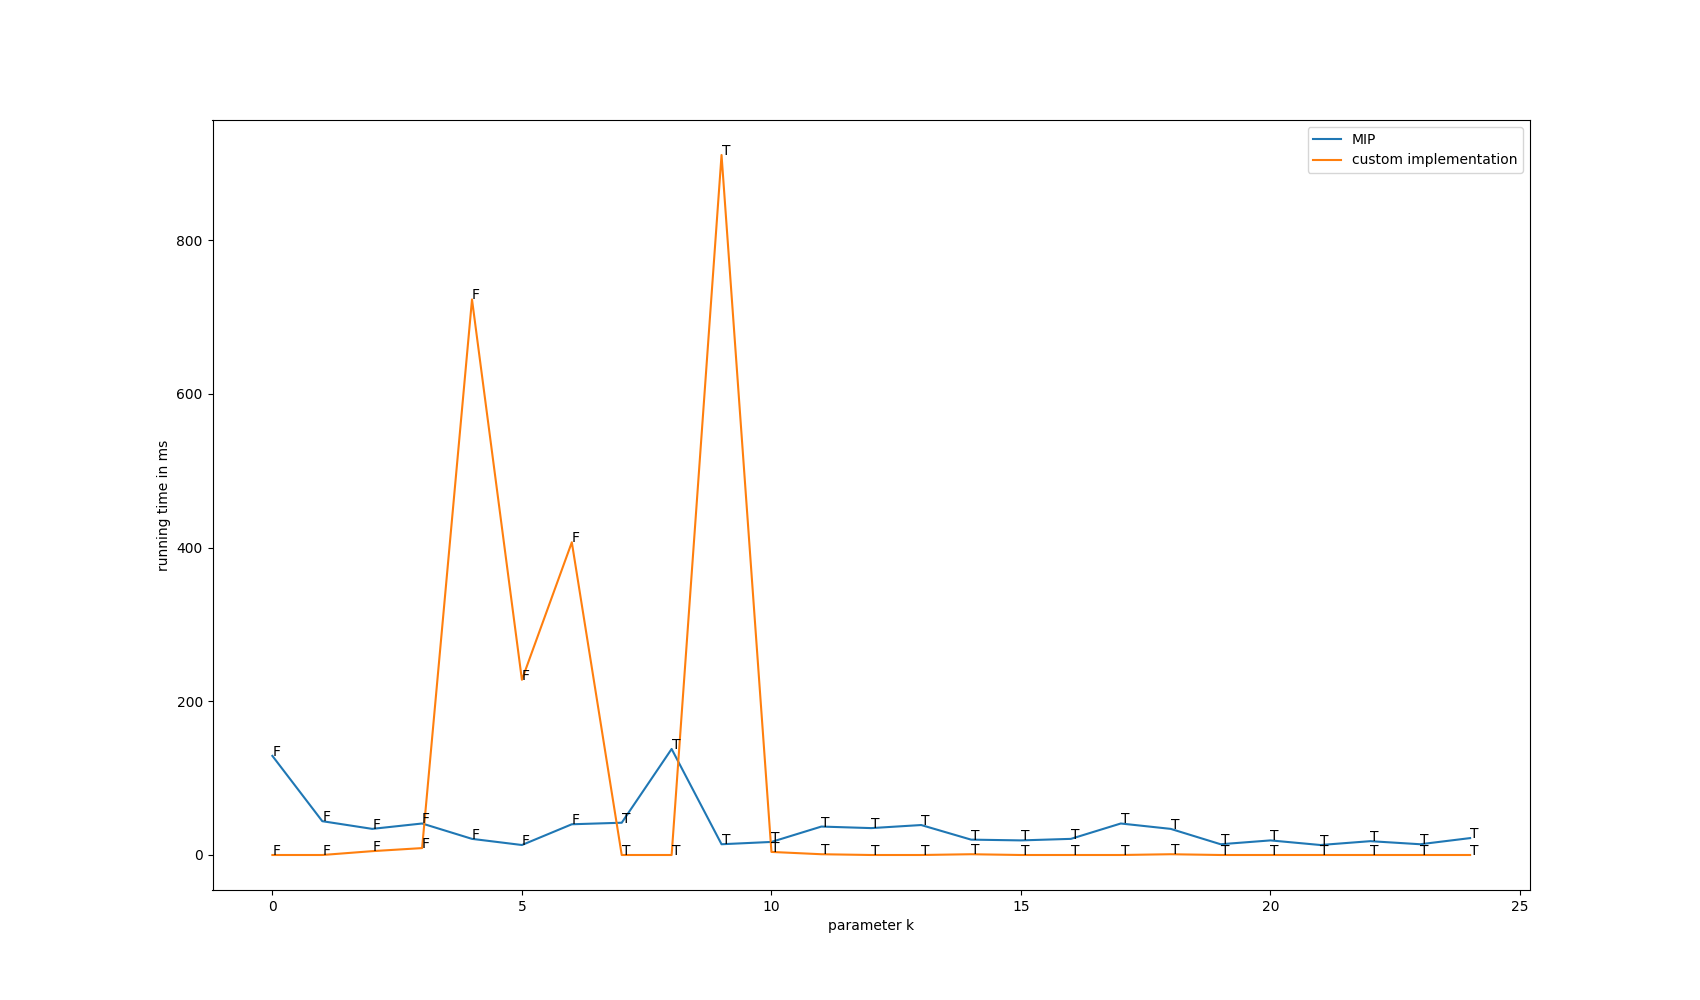 MIP
custom implementation
T
F
800
600
F
400
running time in ms
F
200
T
F
F F F F F F F T T T T T T T T T T T T T T T T T
F F F F T T T T T T T T T T T T T T T T T
0
0 5 10 15 20 25
parameter k